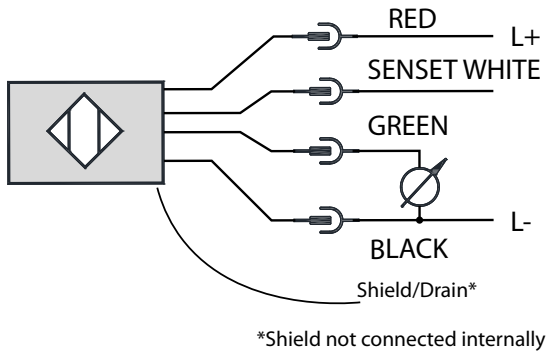 RED
L+
SENSET WHITE
GREEN
L-
BLACK
Shield/Drain*
*Shield not connected internally